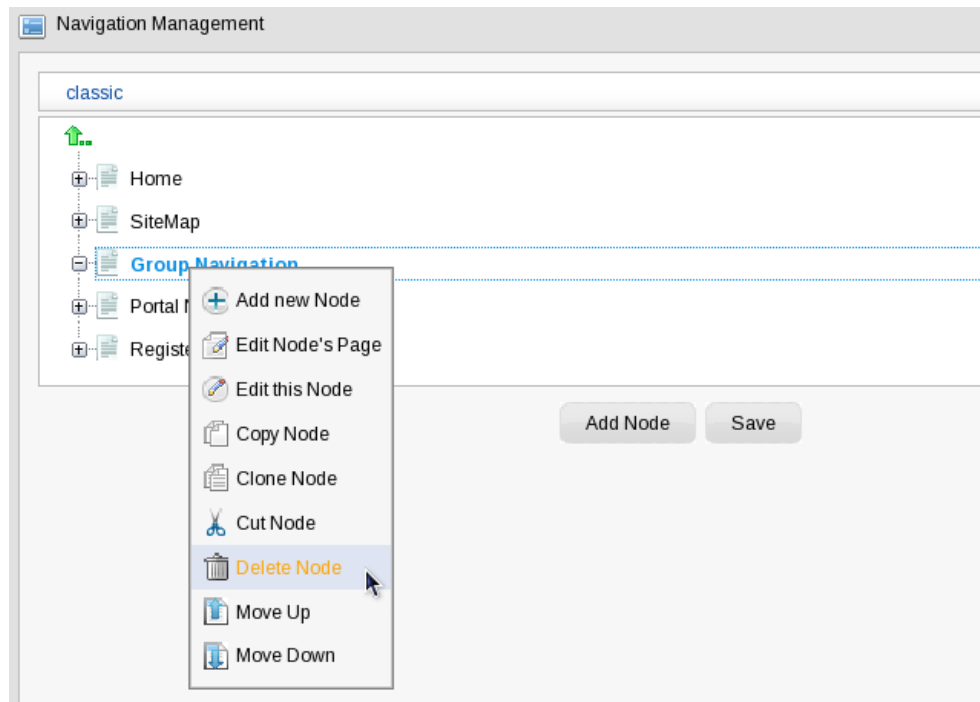 Navigation Management
classic
Home
SiteMap
Group Navigation
Portal
Add new Node
Edit Node's Page
Edit this Node
Copy Node
Clone Node
Cut Node
Delete Node
Move Up
Move Down
Add Node Save